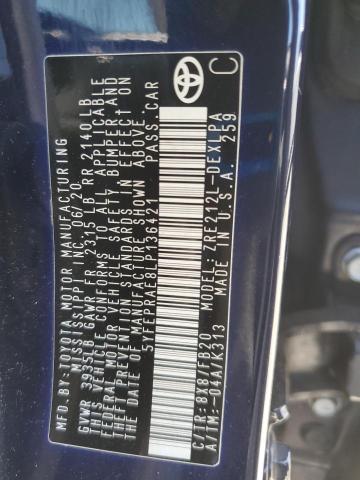 MFD.BY:TOYOTA MOTOR MANUFACTURING
MISSISSIPPI INC. 06/20
GVWR 3935LB GAWR FR 2315 LB RR 2140 LB
THIS VEHICLE CONFORMS TO ALL APPLICABLE
FEDERAL MOTOR VEHICLE SAFETY, BUMPER AND
THEFT PREVENTION STANDARDS IN EFFECT ON
THE DATE OF MANUFACTURE SHOWN ABOVE.
5YFEPRAE8LP136421 PASS.CAR
C/TR:8X8/FB20 MODEL:ZRE212L-DEXLPA
A/TM:-04A/K313 MADE IN U.S.A. 259
TOYOTA
C